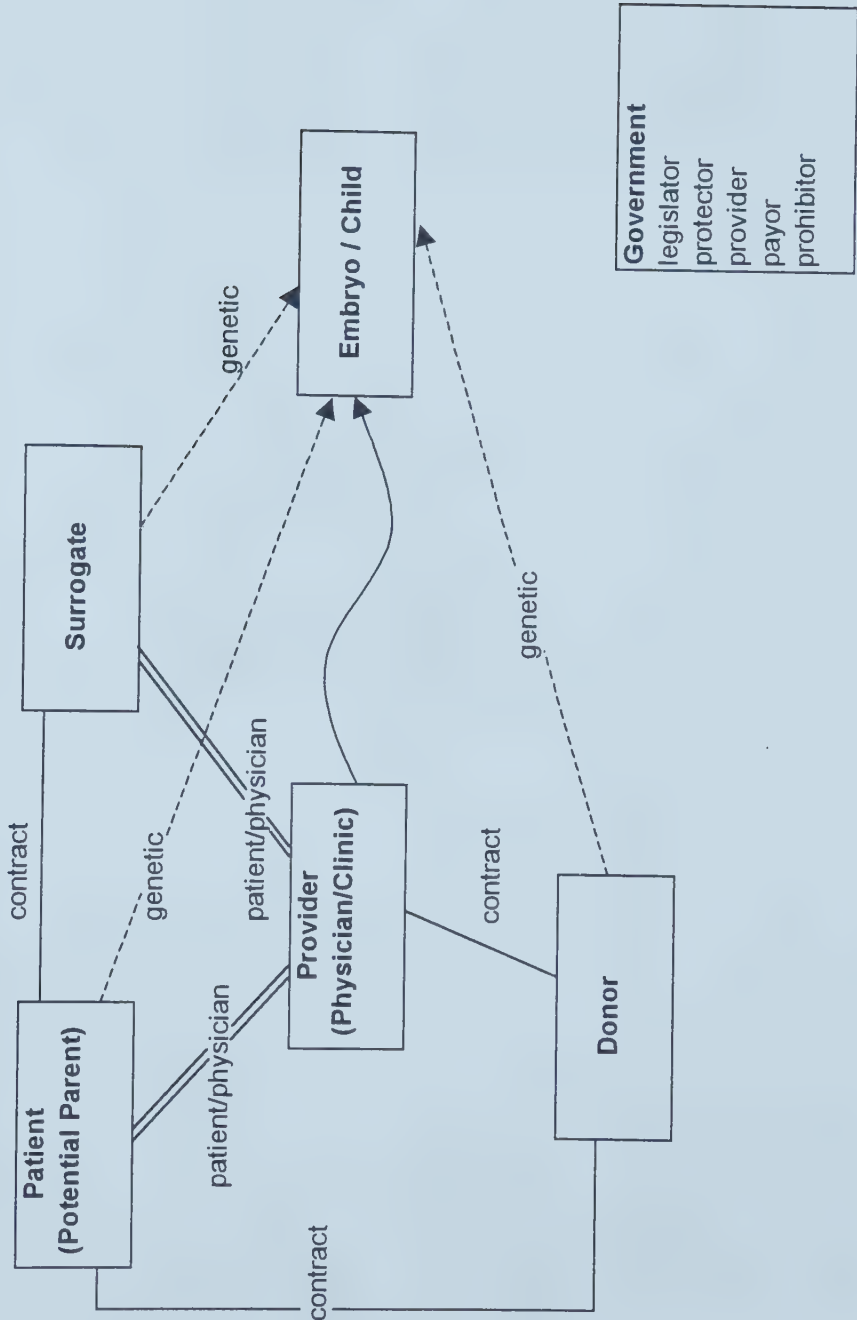 Patient
(Potential Parent)
contract
Surrogate
genetic
genetic
patient/physician
patient/physician
Provider
(Physician/Clinic)
Embryo / Child
contract
contract
genetic
Donor
Government
legislator
protector
provider
payor
prohibitor